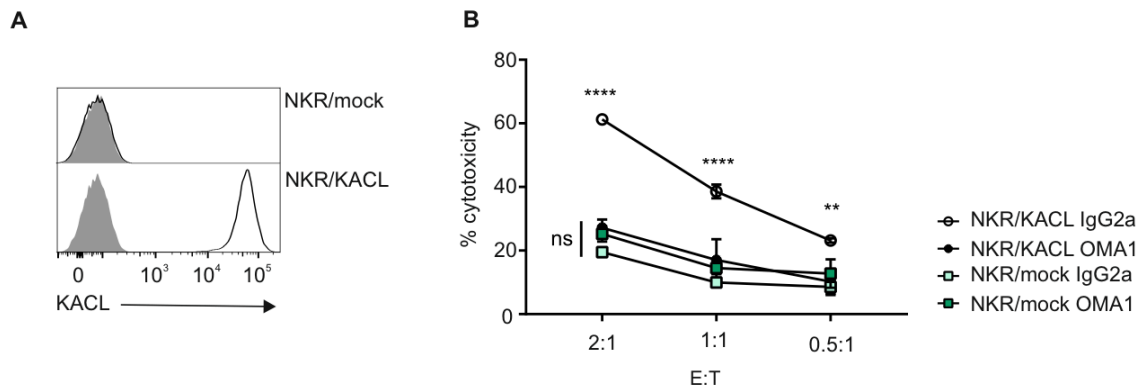 A
NKR/mock
NKR/KACL
0 10³ 10⁴ 10⁵
KACL
B
% cytotoxicity
80
60
40
20
0
****
****
**
ns
2:1 1:1 0.5:1
E:T
NKR/KACL IgG2a
NKR/KACL OMA1
NKR/mock IgG2a
NKR/mock OMA1